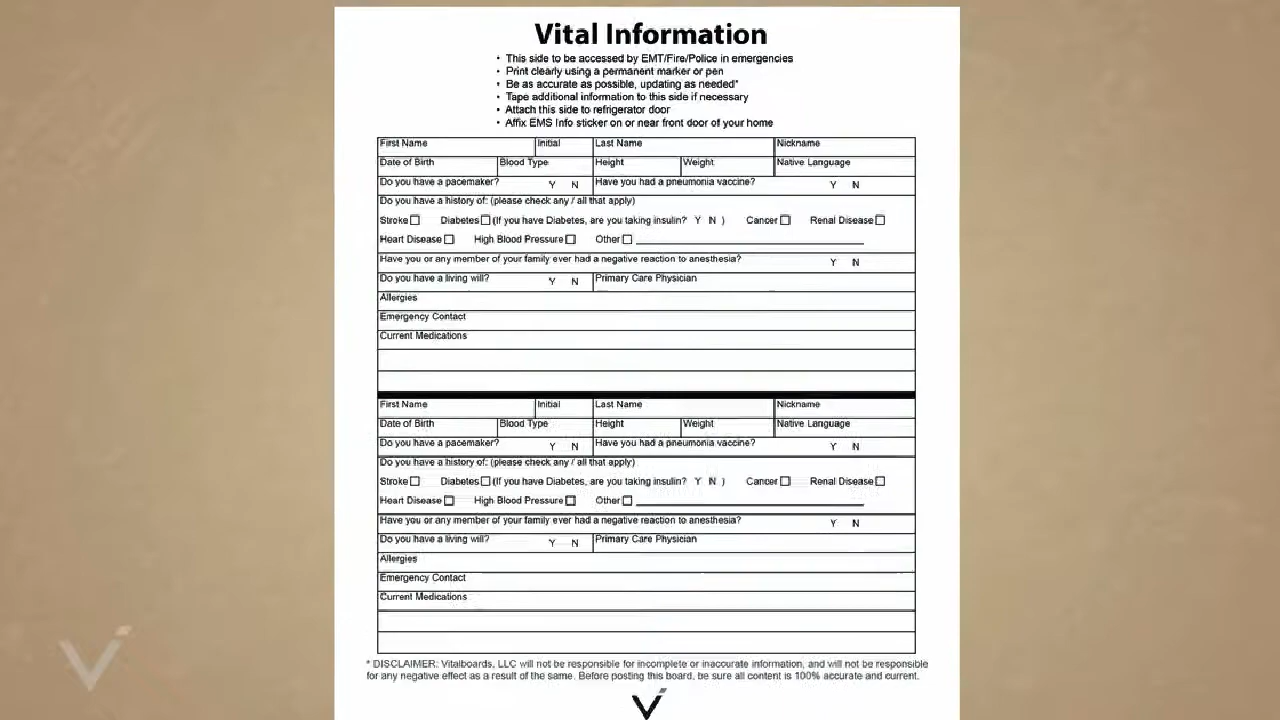 Vital Information
• This side to be accessed by EMT/Fire/Police in emergencies
• Print clearly using a permanent marker or pen
• Be as accurate as possible, updating as needed*
• Tape additional information to this side if necessary
• Attach this side to refrigerator door
• Affix EMS Info sticker on or near front door of your home
First Name Initial Last Name Nickname
Date of Birth Blood Type Height Weight Native Language
Do you have a pacemaker? Y N Have you had a pneumonia vaccine? Y N
Do you have a history of: (please check any / all that apply)
Stroke Diabetes (If you have Diabetes, are you taking insulin? Y N ) Cancer Renal Disease
Heart Disease High Blood Pressure Other
Have you or any member of your family ever had a negative reaction to anesthesia? Y N
Do you have a living will? Y N Primary Care Physician
Allergies
Emergency Contact
Current Medications
First Name Initial Last Name Nickname
Date of Birth Blood Type Height Weight Native Language
Do you have a pacemaker? Y N Have you had a pneumonia vaccine? Y N
Do you have a history of: (please check any / all that apply)
Stroke Diabetes (If you have Diabetes, are you taking insulin? Y N ) Cancer Renal Disease
Heart Disease High Blood Pressure Other
Have you or any member of your family ever had a negative reaction to anesthesia? Y N
Do you have a living will? Y N Primary Care Physician
Allergies
Emergency Contact
Current Medications
* DISCLAIMER: Vitalboards, LLC will not be responsible for incomplete or inaccurate information, and will not be responsible
for any negative effect as a result of the same. Before posting this board, be sure all content is 100% accurate and current.